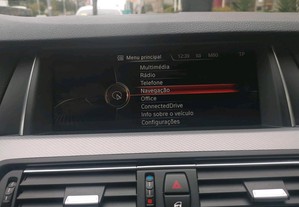 Menu principal
Multimédia
Rádio
Telefone
Navegação
Office
ConnectedDrive
Info sobre o veículo
Configurações